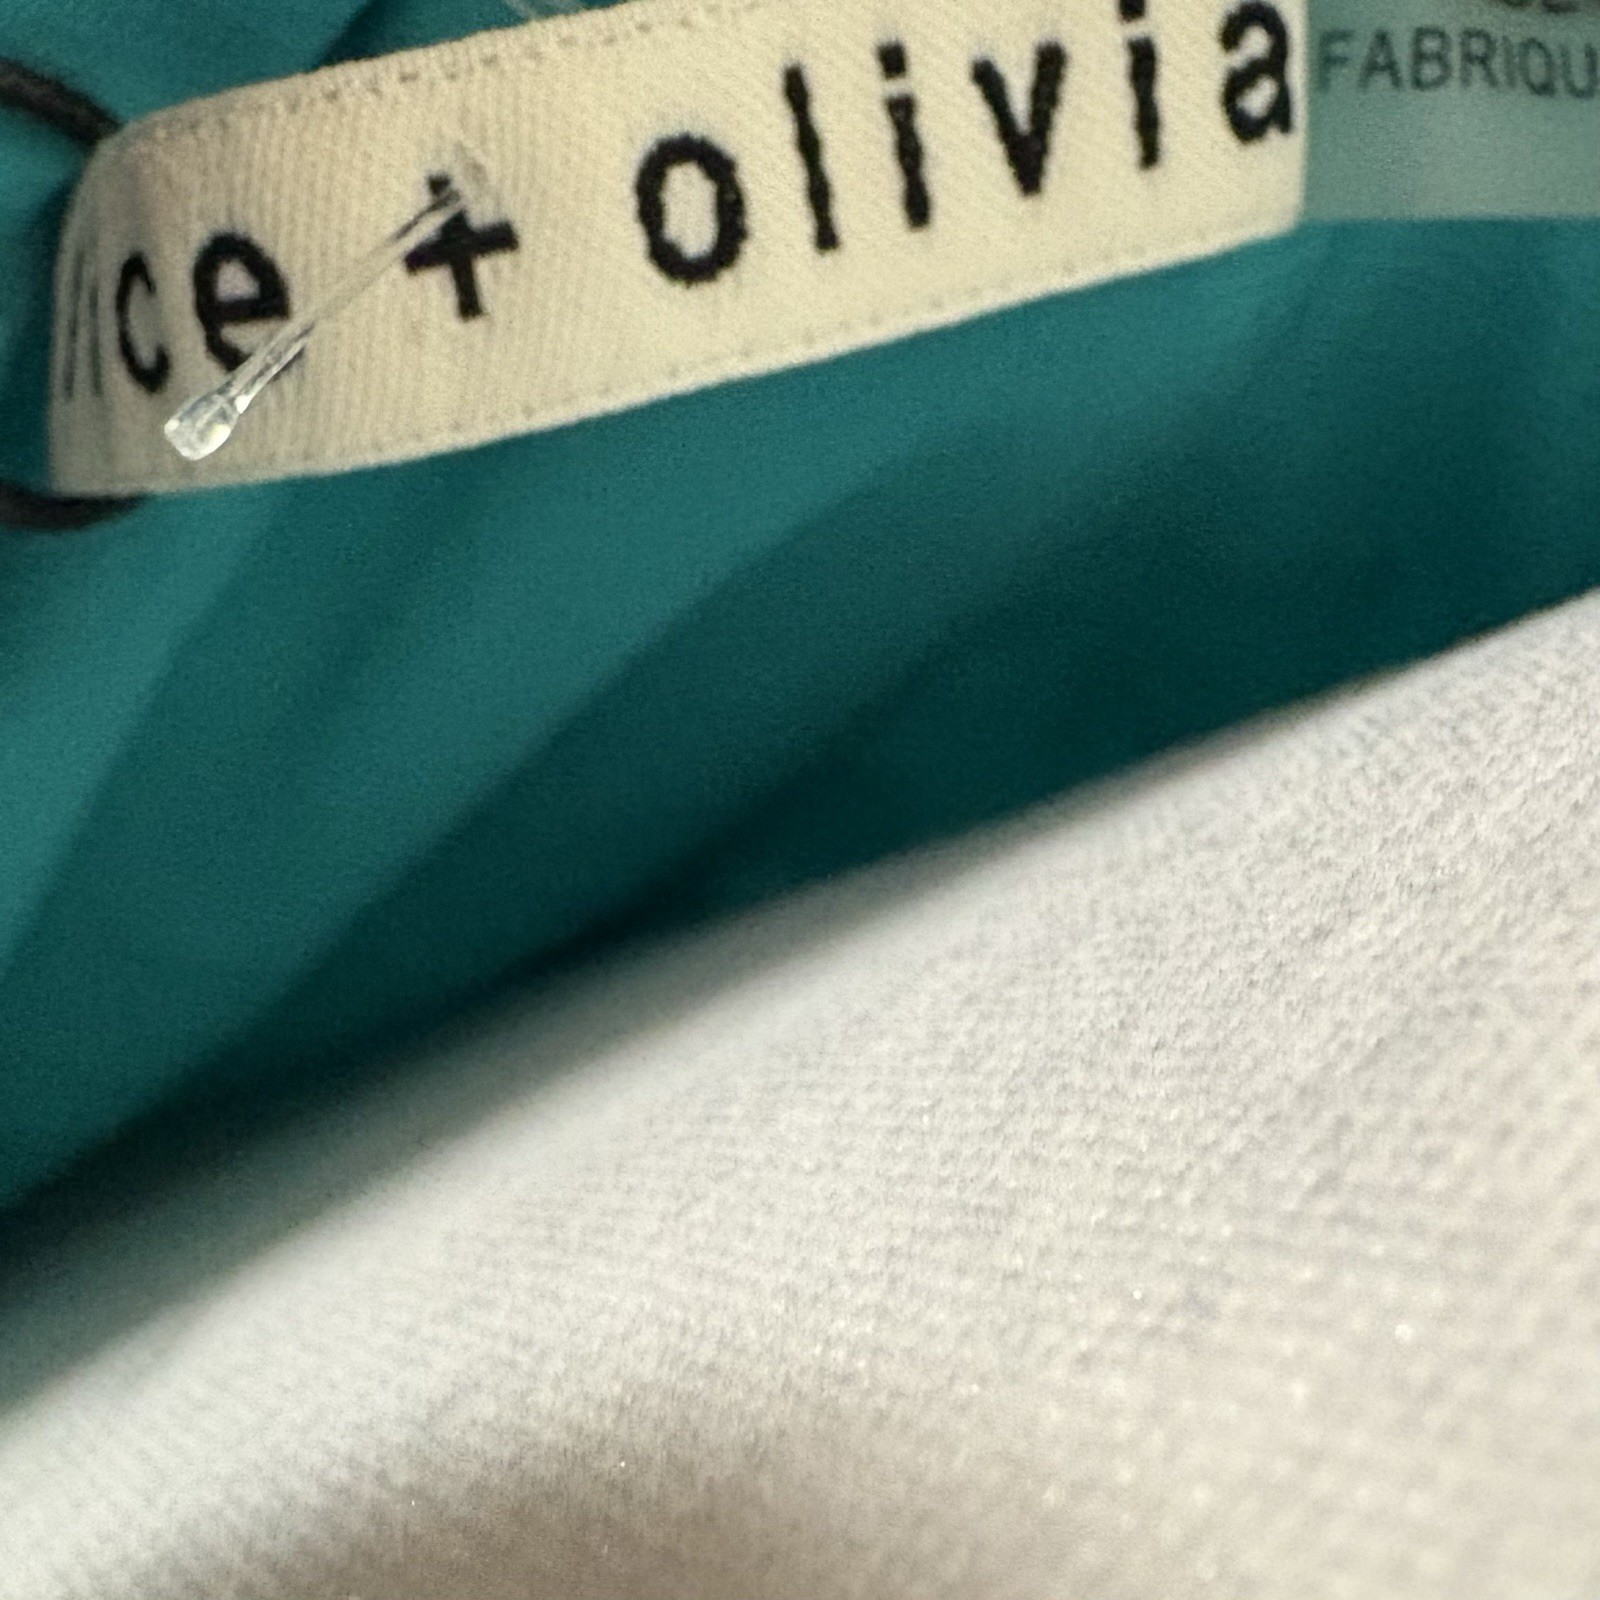 ice + olivia
FABRIQU